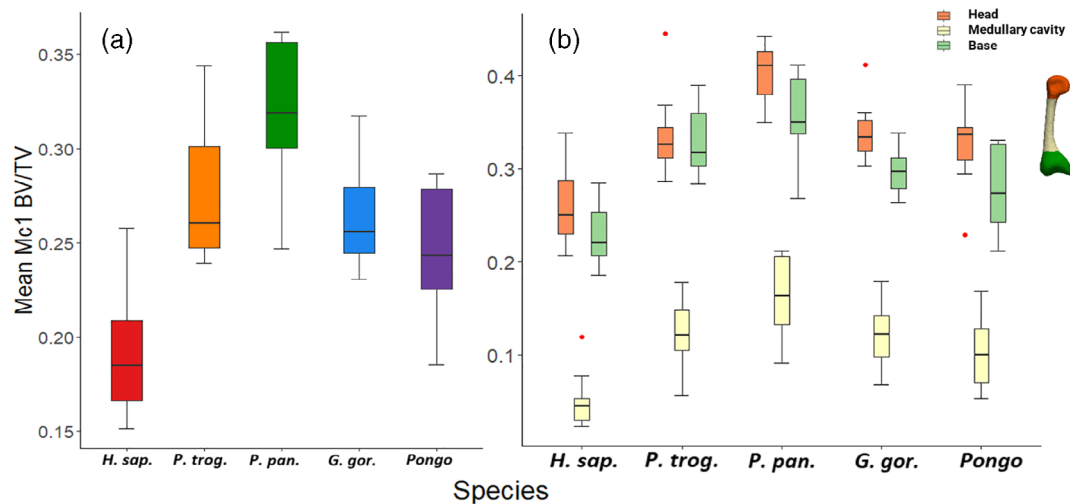 (a)
(b)
Head
Medullary cavity
Base
Mean Mc1 BV/TV
0.35
0.30
0.25
0.20
0.15
0.4
0.3
0.2
0.1
H. sap. P. trog. P. pan. G. gor. Pongo
H. sap. P. trog. P. pan. G. gor. Pongo
Species